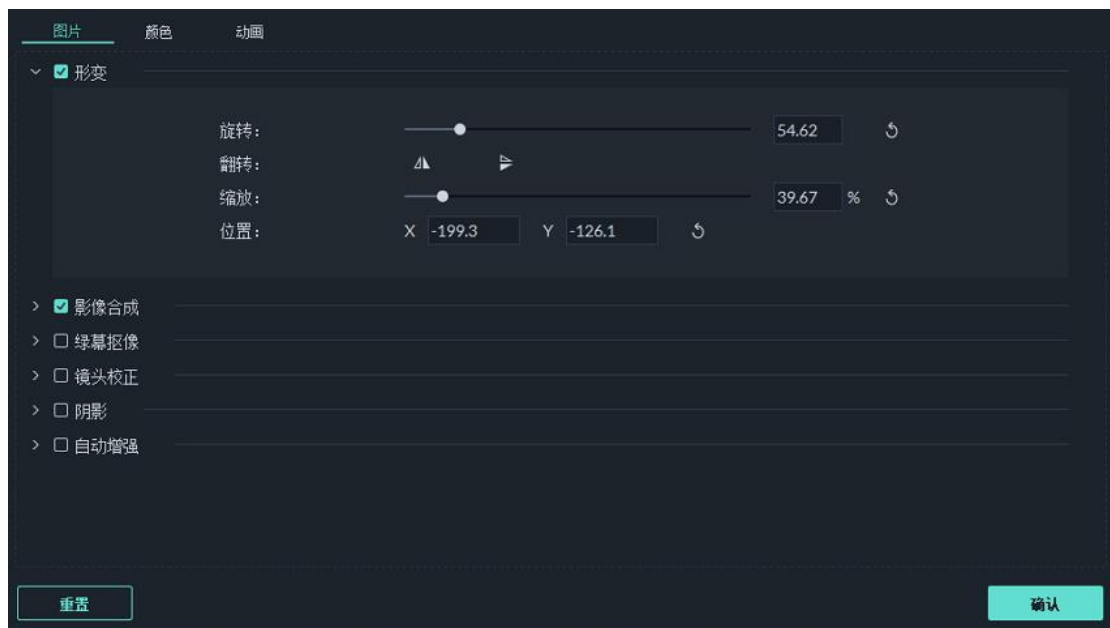 图片 颜色 动画
形变
旋转： 54.62
翻转：
缩放： 39.67 %
位置： X -199.3 Y -126.1
影像合成
绿幕抠像
镜头校正
阴影
自动增强
重置 确认